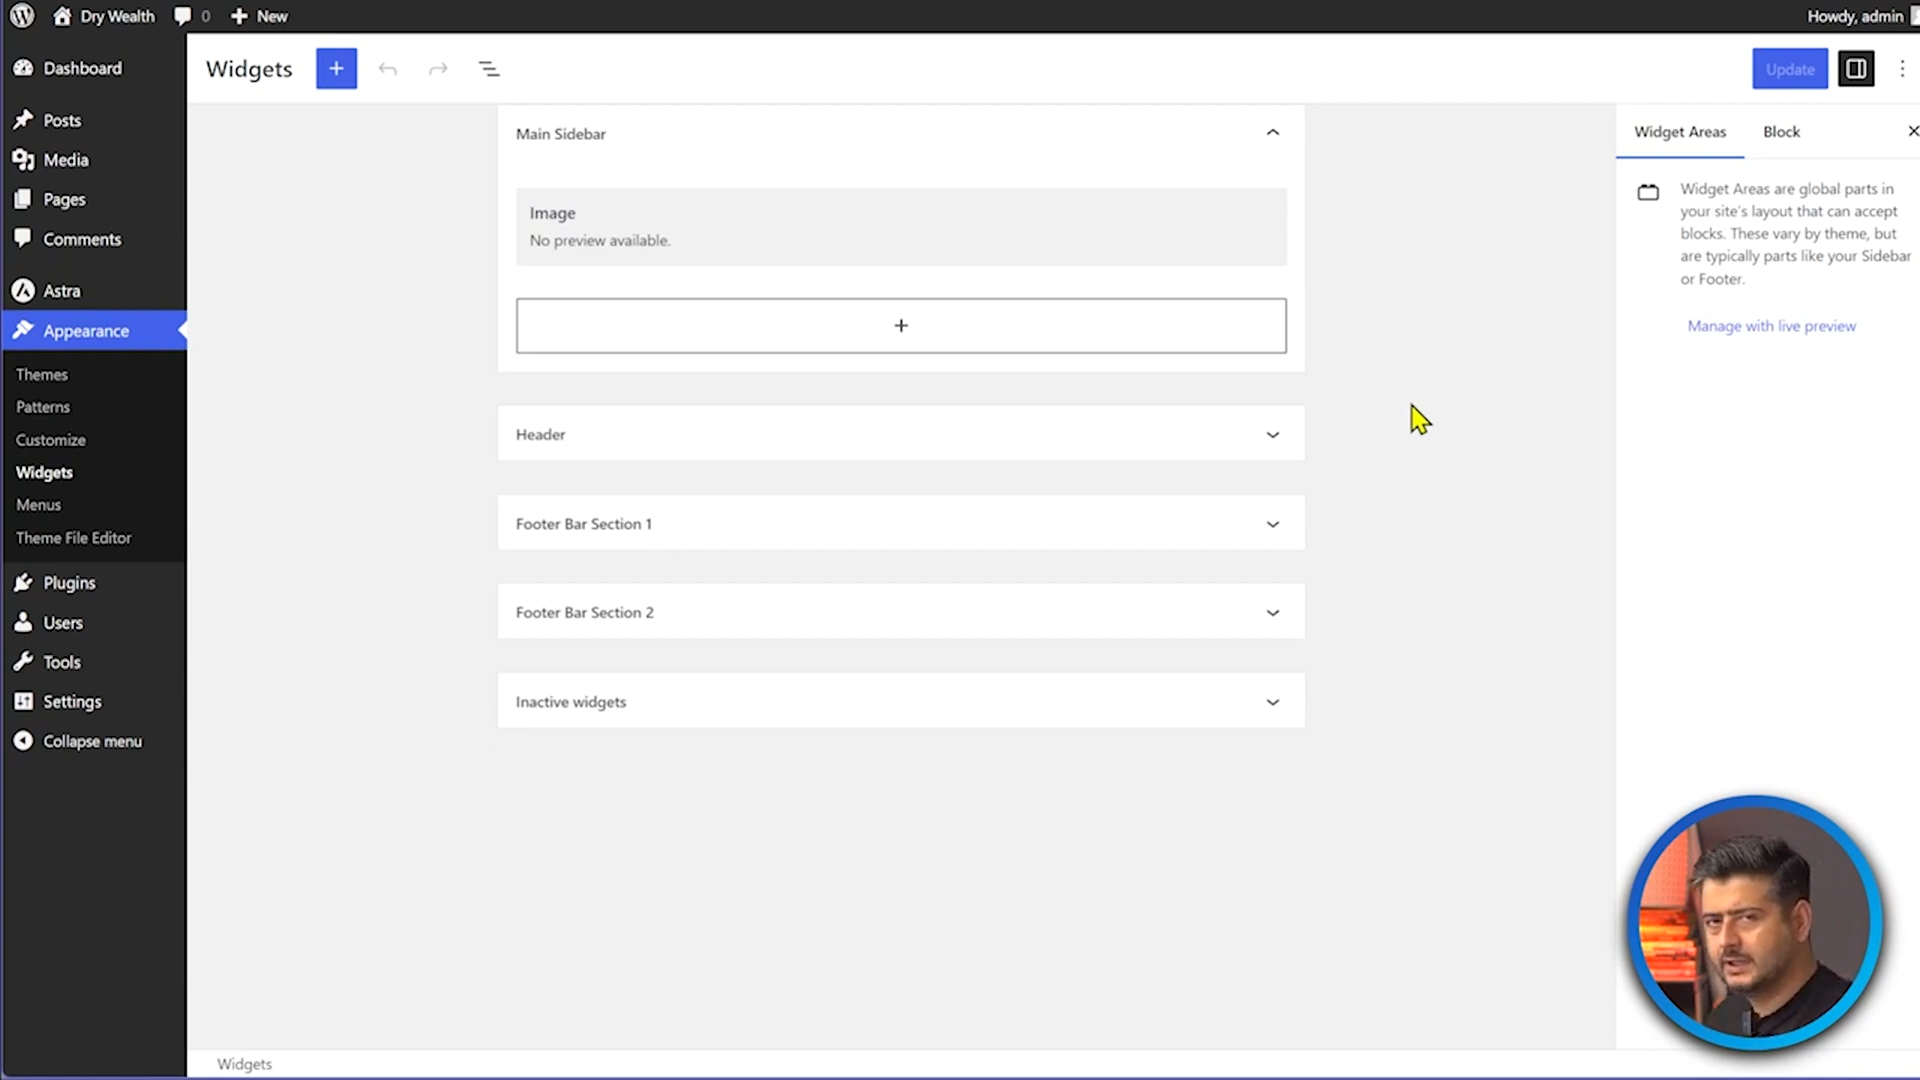 Dry Wealth
0
New
Howdy, admin
Dashboard
Posts
Media
Pages
Comments
Astra
Appearance
Themes
Patterns
Customize
Widgets
Menus
Theme File Editor
Plugins
Users
Tools
Settings
Collapse menu
Widgets
Update
Main Sidebar
Image
No preview available.
Header
Footer Bar Section 1
Footer Bar Section 2
Inactive widgets
Widget Areas
Block
Widget Areas are global parts in
your site's layout that can accept
blocks. These vary by theme, but
are typically parts like your Sidebar
or Footer.
Manage with live preview
Widgets